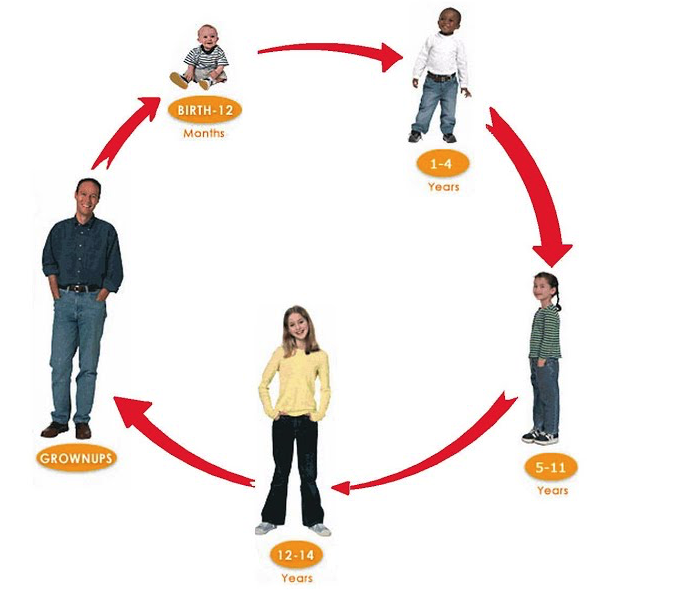 BIRTH-12
Months
1-4
Years
5-11
Years
12-14
Years
GROWNUPS